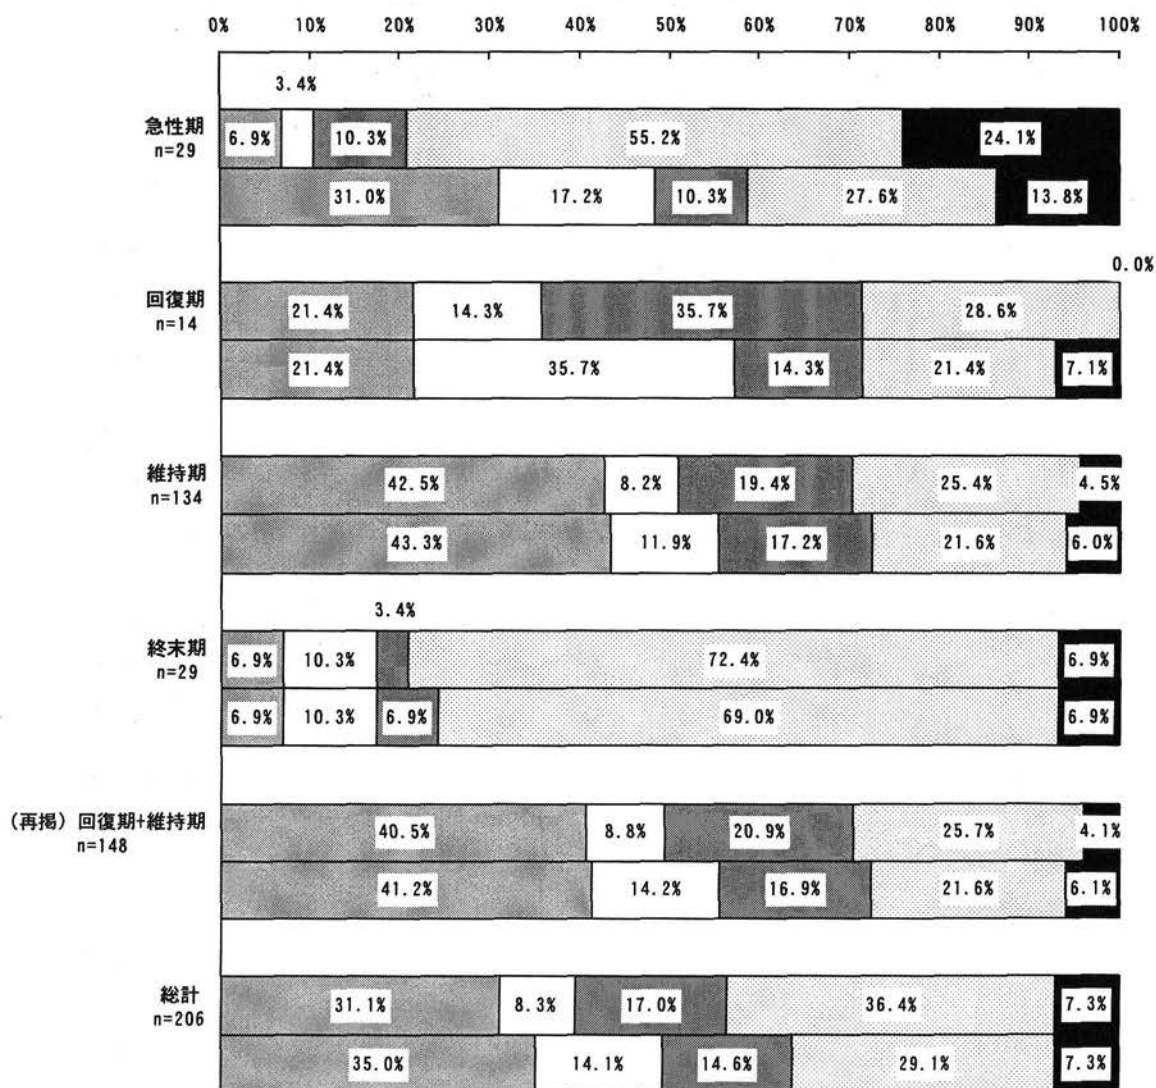 0% 10% 20% 30% 40% 50% 60% 70% 80% 90% 100%
3.4%
急性期
n=29
6.9% 10.3% 55.2% 24.1%
31.0% 17.2% 10.3% 27.6% 13.8%
0.0%
回復期
n=14
21.4% 14.3% 35.7% 28.6%
21.4% 35.7% 14.3% 21.4% 7.1%
維持期
n=134
42.5% 8.2% 19.4% 25.4% 4.5%
43.3% 11.9% 17.2% 21.6% 6.0%
3.4%
終末期
n=29
6.9% 10.3% 72.4% 6.9%
6.9% 10.3% 6.9% 69.0% 6.9%
(再掲) 回復期+維持期
n=148
40.5% 8.8% 20.9% 25.7% 4.1%
41.2% 14.2% 16.9% 21.6% 6.1%
総計
n=206
31.1% 8.3% 17.0% 36.4% 7.3%
35.0% 14.1% 14.6% 29.1% 7.3%